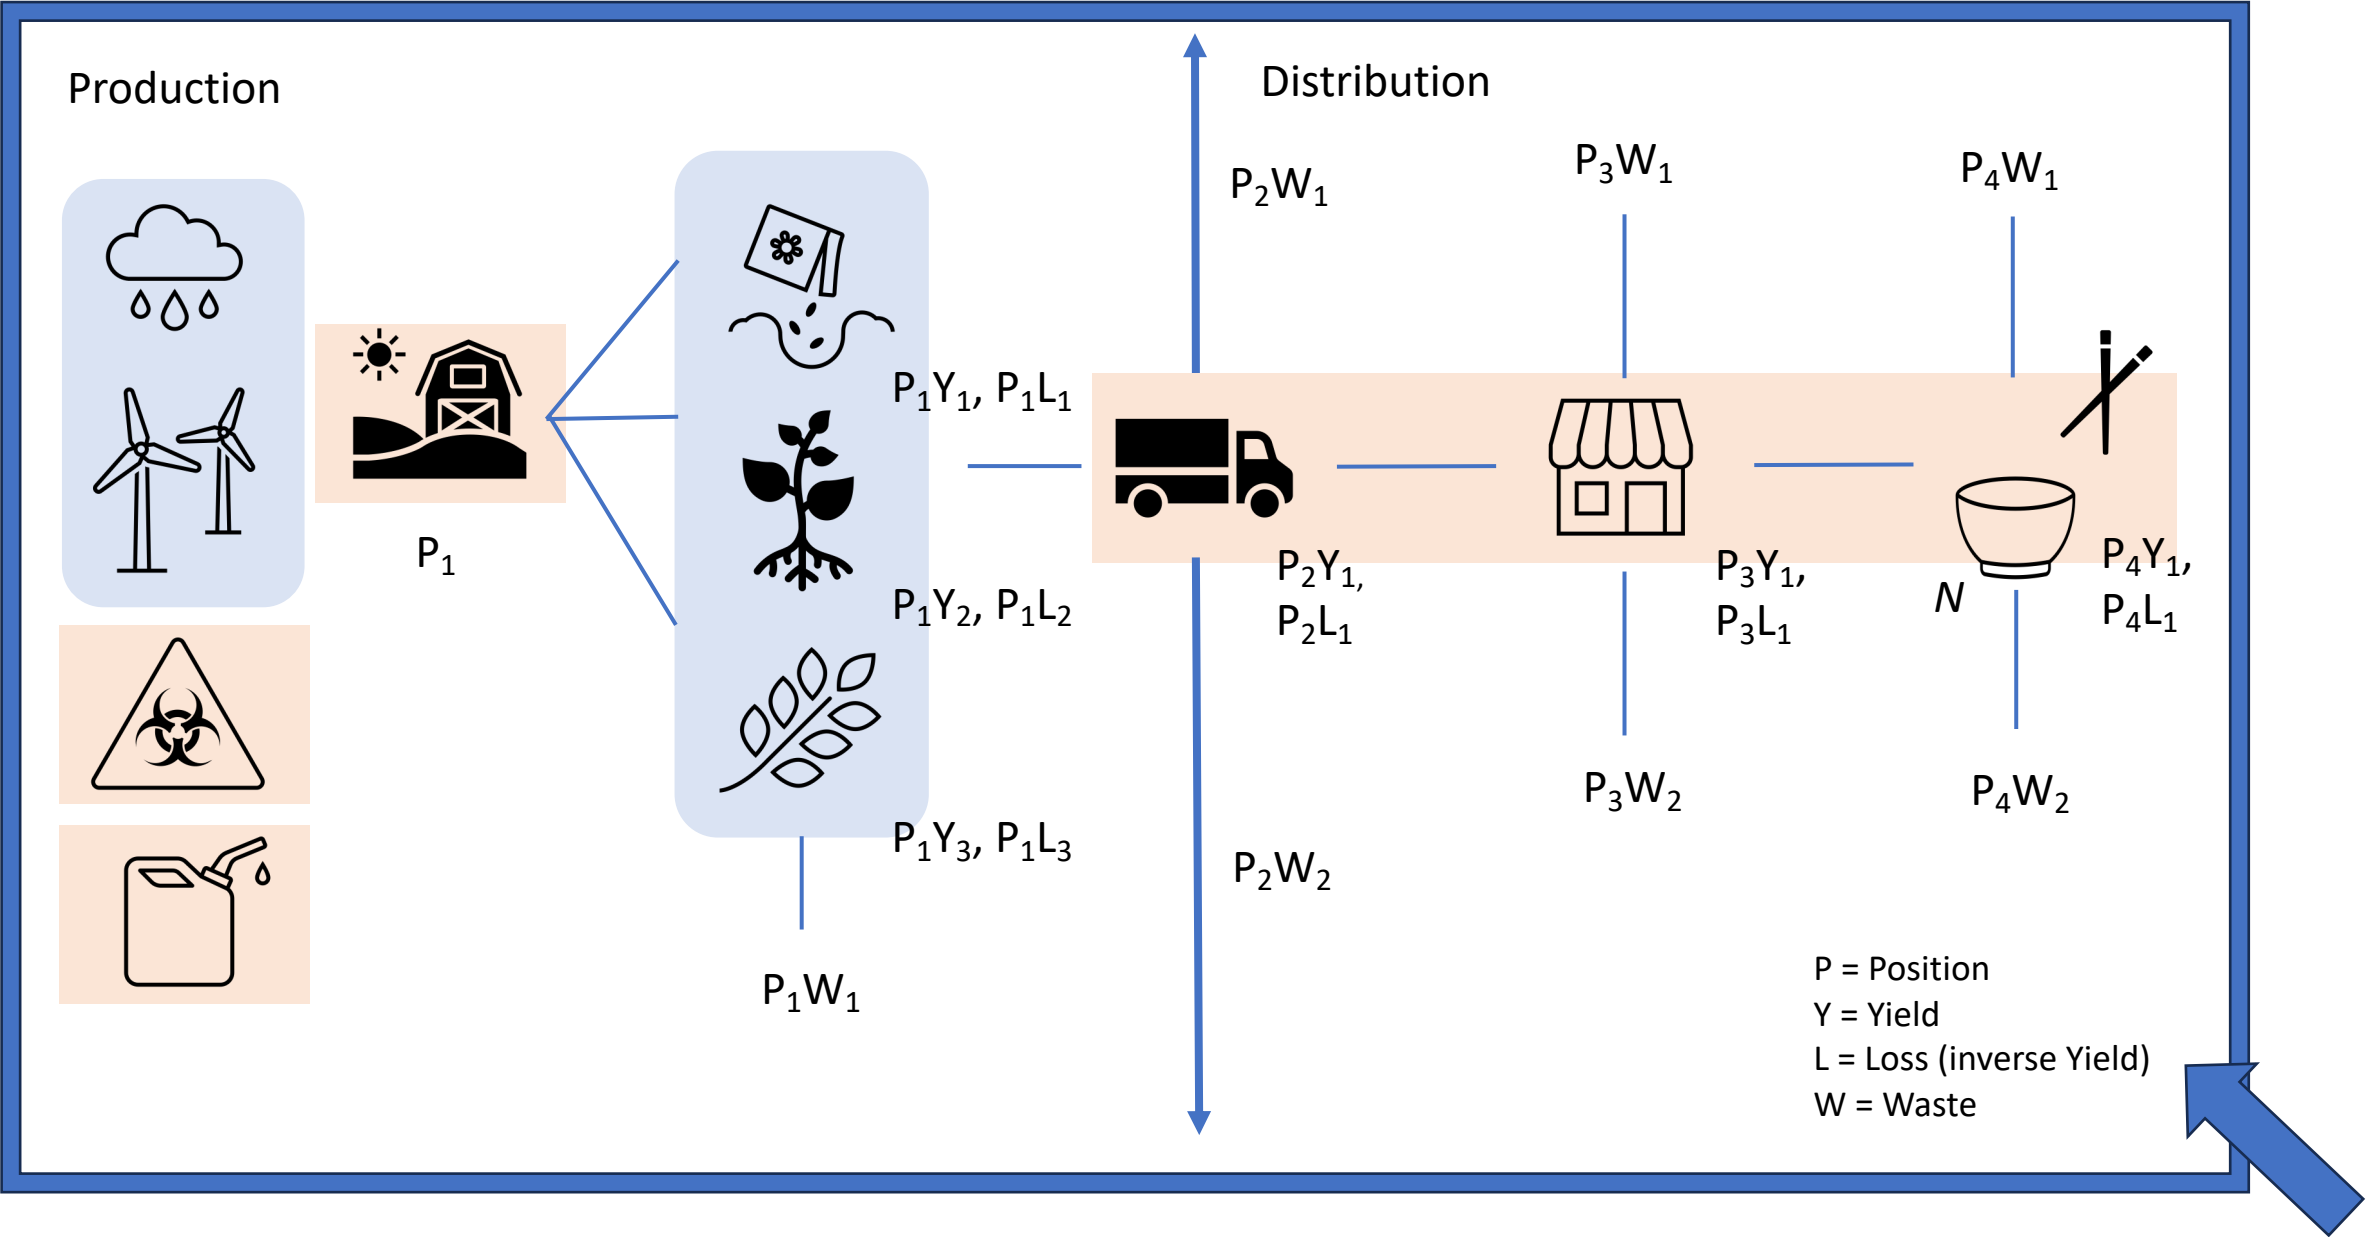 Production
Distribution
P₂W₁
P₃W₁
P₄W₁
P₁
P₁Y₁, P₁L₁
P₁Y₂, P₁L₂
P₁Y₃, P₁L₃
P₁W₁
P₂Y₁,
P₂L₁
P₃Y₁,
P₃L₁
N
P₄Y₁,
P₄L₁
P₂W₂
P₃W₂
P₄W₂
P = Position
Y = Yield
L = Loss (inverse Yield)
W = Waste